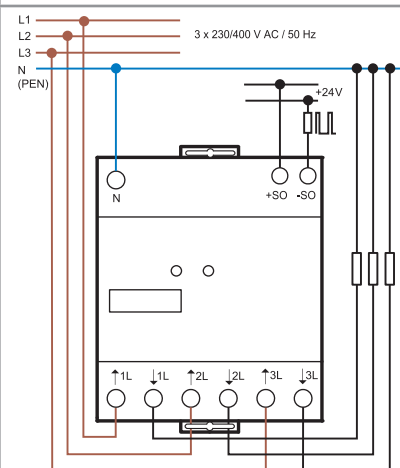 L1
L2
3 x 230/400 V AC / 50 Hz
L3
N
(PEN)
+24V
N
+SO
-SO
↑1L ↓1L ↑2L ↓2L ↑3L ↓3L